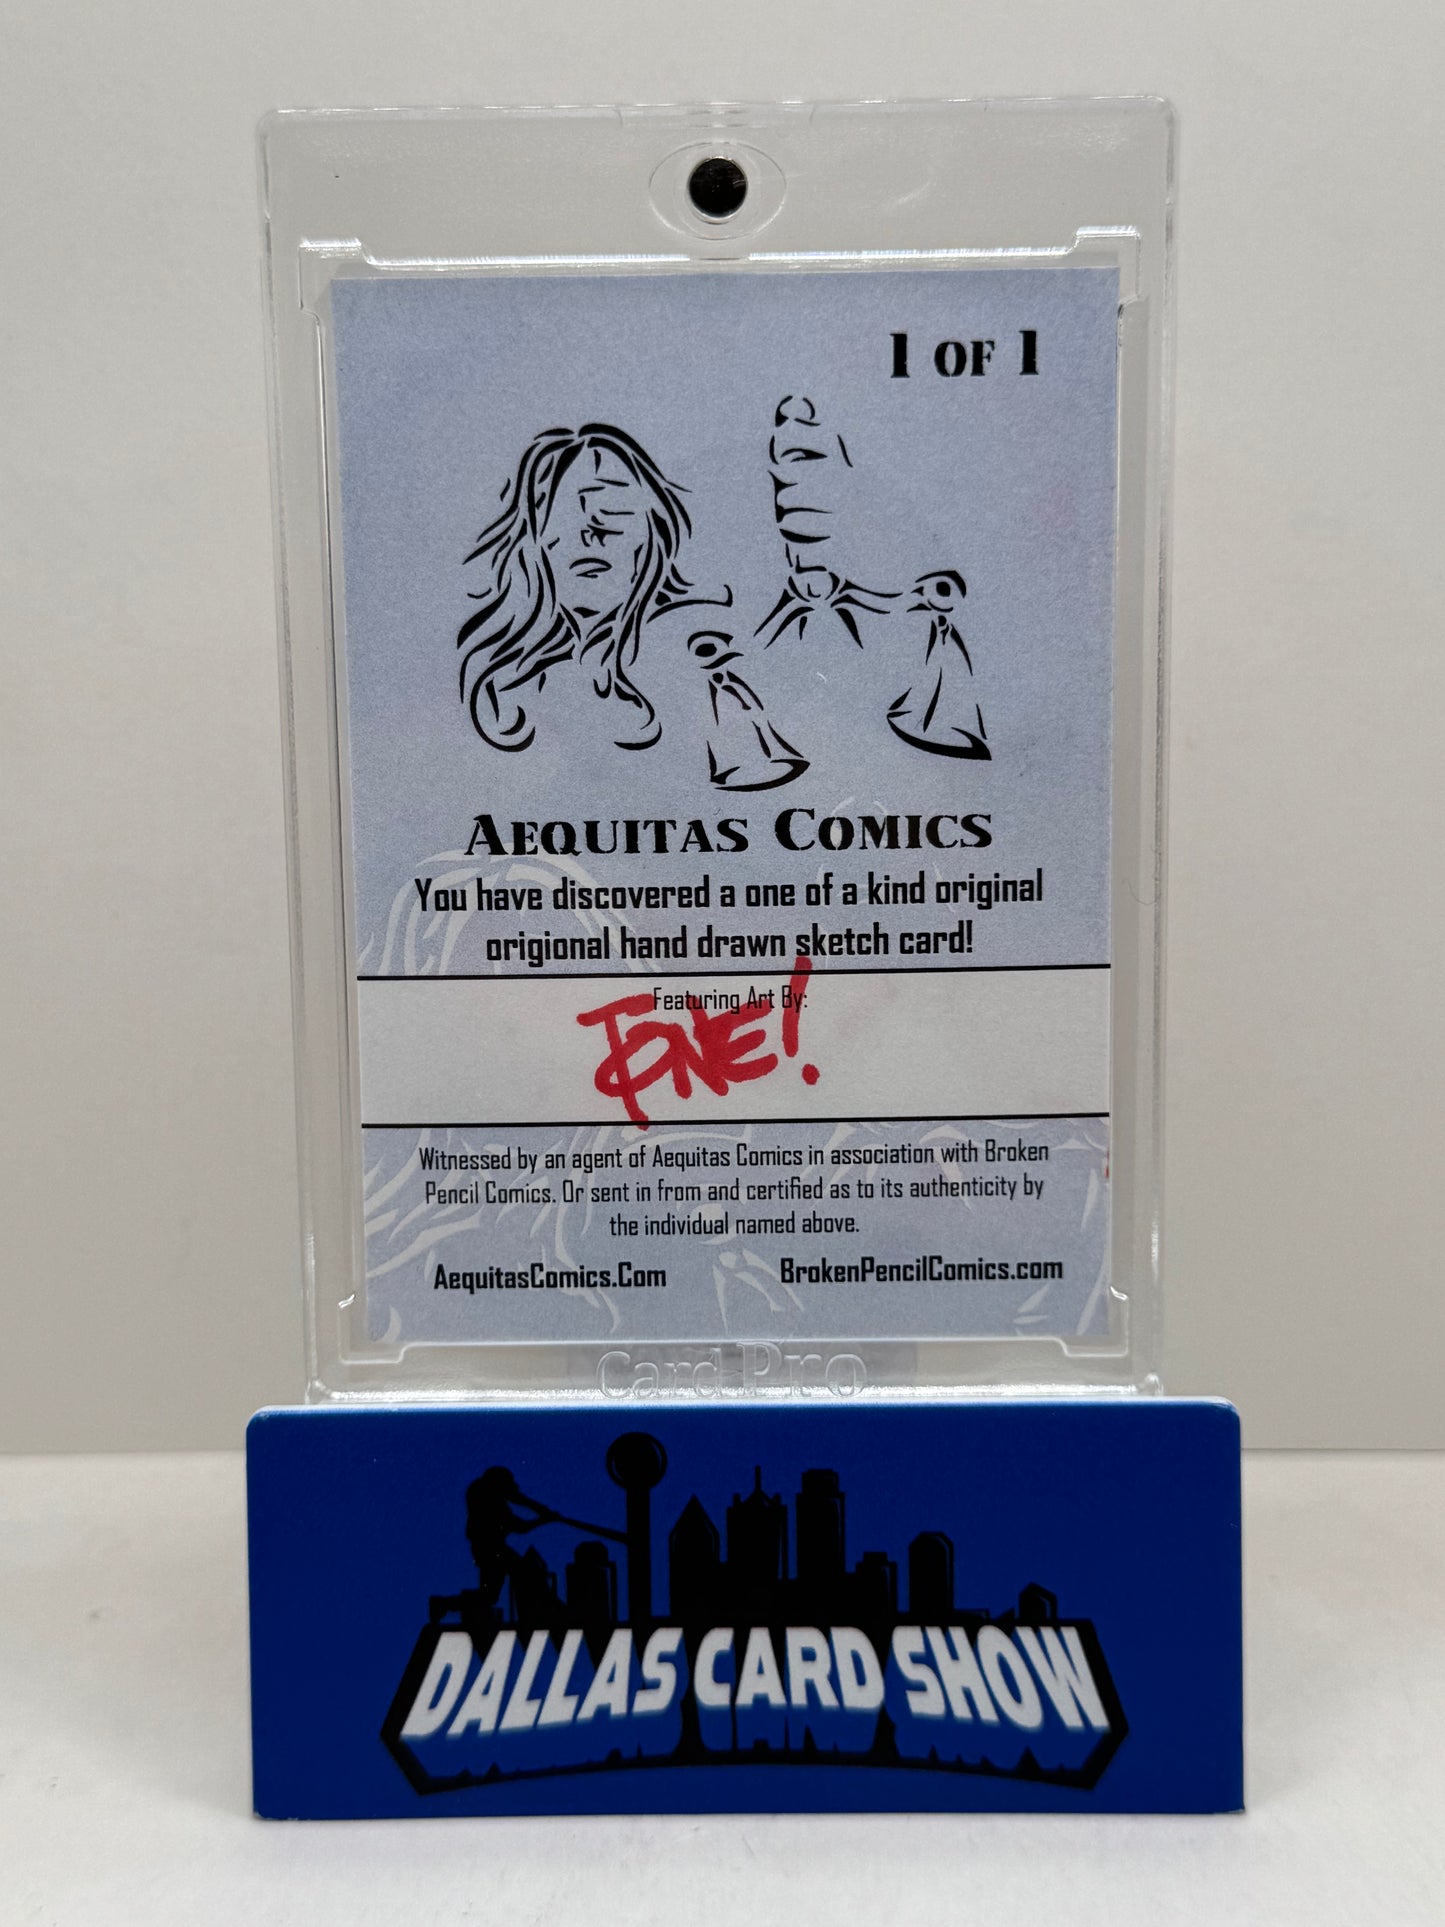 1 OF 1
AEQUITAS COMICS
You have discovered a one of a kind original
origional hand drawn sketch card!
Featuring Art By:
TONE!
Witnessed by an agent of Aequitas Comics in association with Broken
Pencil Comics. Or sent in from and certified as to its authenticity by
the individual named above.
AequitasComics.Com
BrokenPencilComics.com
Card Pro
DALLAS CARD SHOW